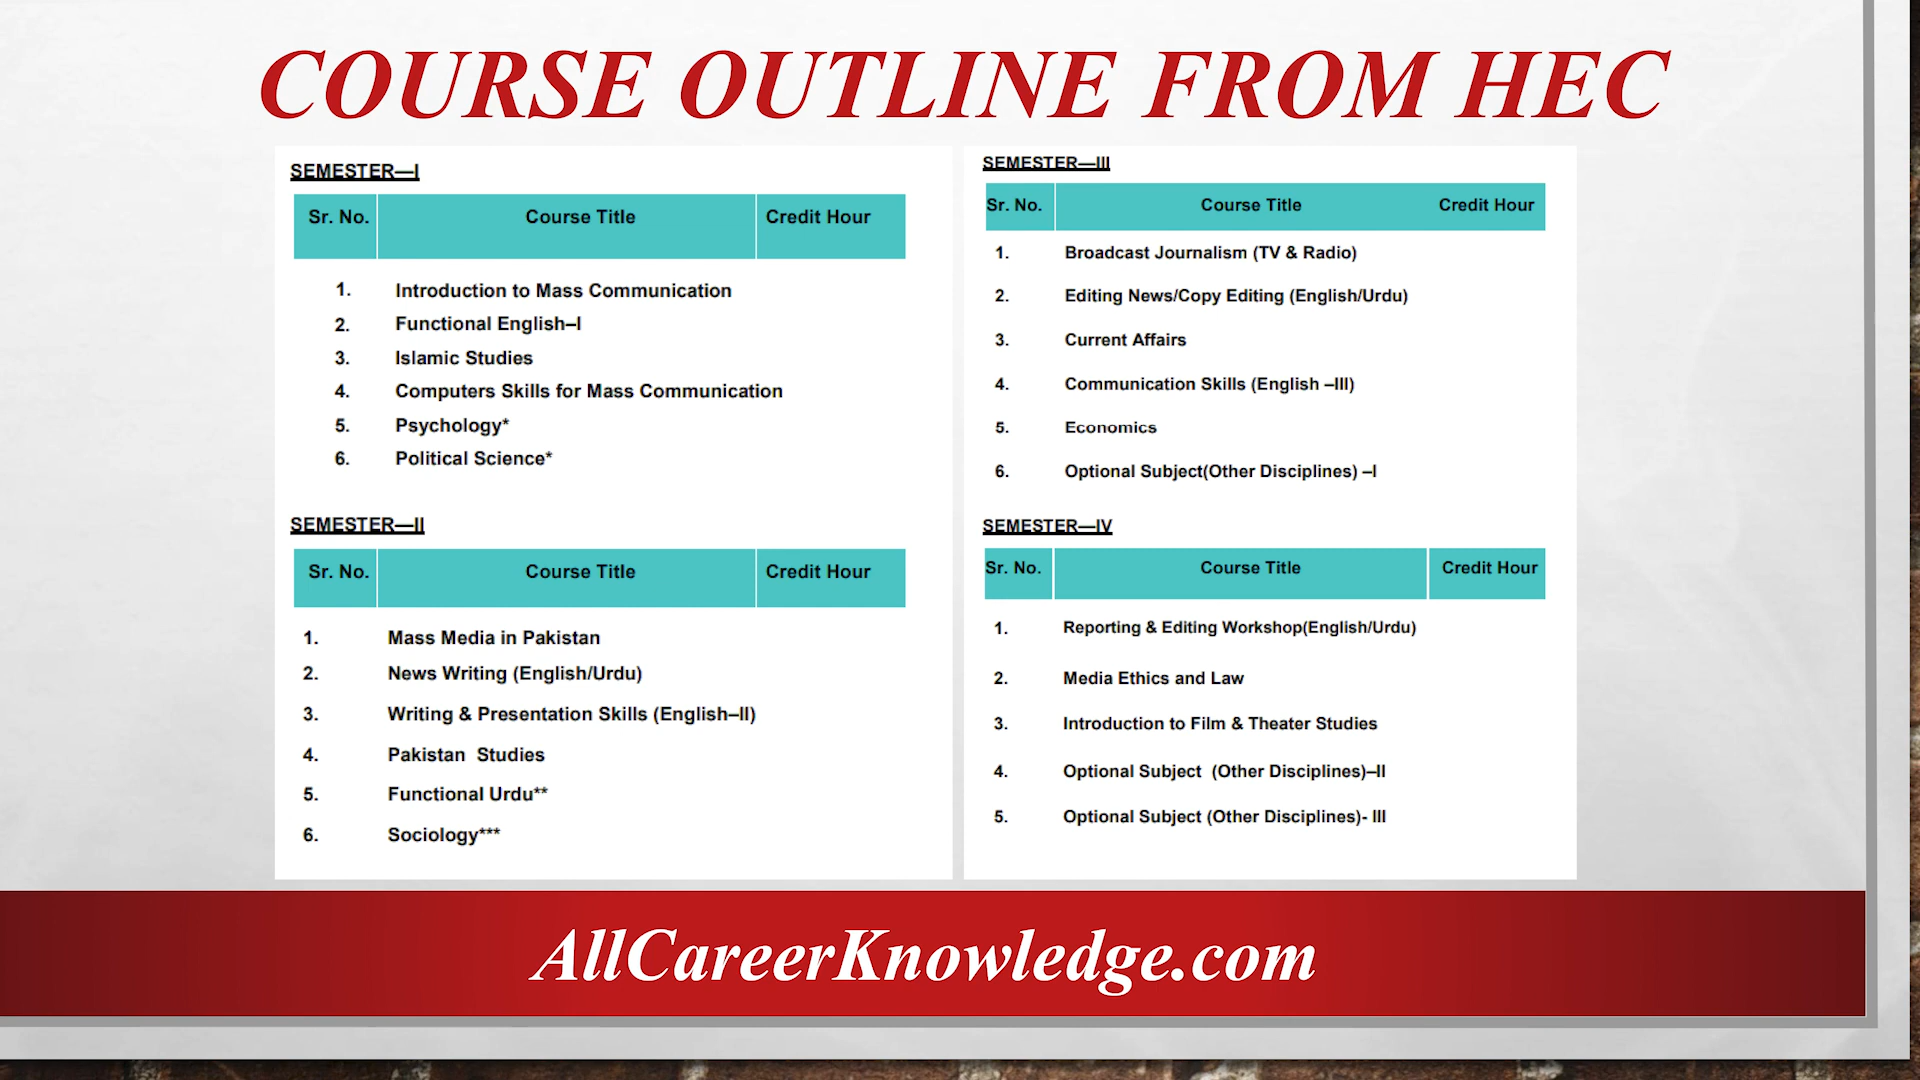 COURSE OUTLINE FROM HEC
SEMESTER—I
Sr. No. Course Title Credit Hour
1. Introduction to Mass Communication
2. Functional English–I
3. Islamic Studies
4. Computers Skills for Mass Communication
5. Psychology*
6. Political Science*
SEMESTER—II
Sr. No. Course Title Credit Hour
1. Mass Media in Pakistan
2. News Writing (English/Urdu)
3. Writing & Presentation Skills (English–II)
4. Pakistan  Studies
5. Functional Urdu**
6. Sociology***
SEMESTER—III
Sr. No. Course Title Credit Hour
1. Broadcast Journalism (TV & Radio)
2. Editing News/Copy Editing (English/Urdu)
3. Current Affairs
4. Communication Skills (English –III)
5. Economics
6. Optional Subject(Other Disciplines) –I
SEMESTER—IV
Sr. No. Course Title Credit Hour
1. Reporting & Editing Workshop(English/Urdu)
2. Media Ethics and Law
3. Introduction to Film & Theater Studies
4. Optional Subject  (Other Disciplines)–II
5. Optional Subject (Other Disciplines)- III
AllCareerKnowledge.com